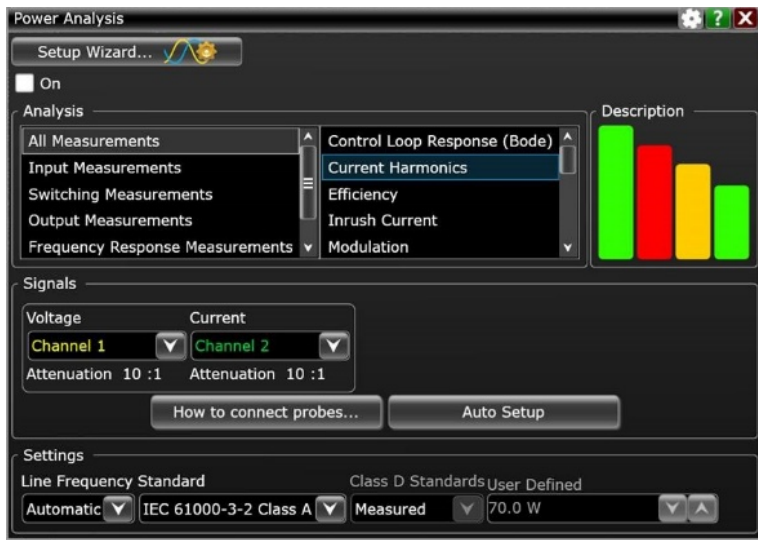 Power Analysis
Setup Wizard...
On
Analysis
All Measurements
Input Measurements
Switching Measurements
Output Measurements
Frequency Response Measurements
Control Loop Response (Bode)
Current Harmonics
Efficiency
Inrush Current
Modulation
Description
Signals
Voltage
Current
Channel 1
Channel 2
Attenuation 10 :1
Attenuation 10 :1
How to connect probes...
Auto Setup
Settings
Line Frequency
Standard
Class D Standards
User Defined
Automatic
IEC 61000-3-2 Class A
Measured
70.0 W